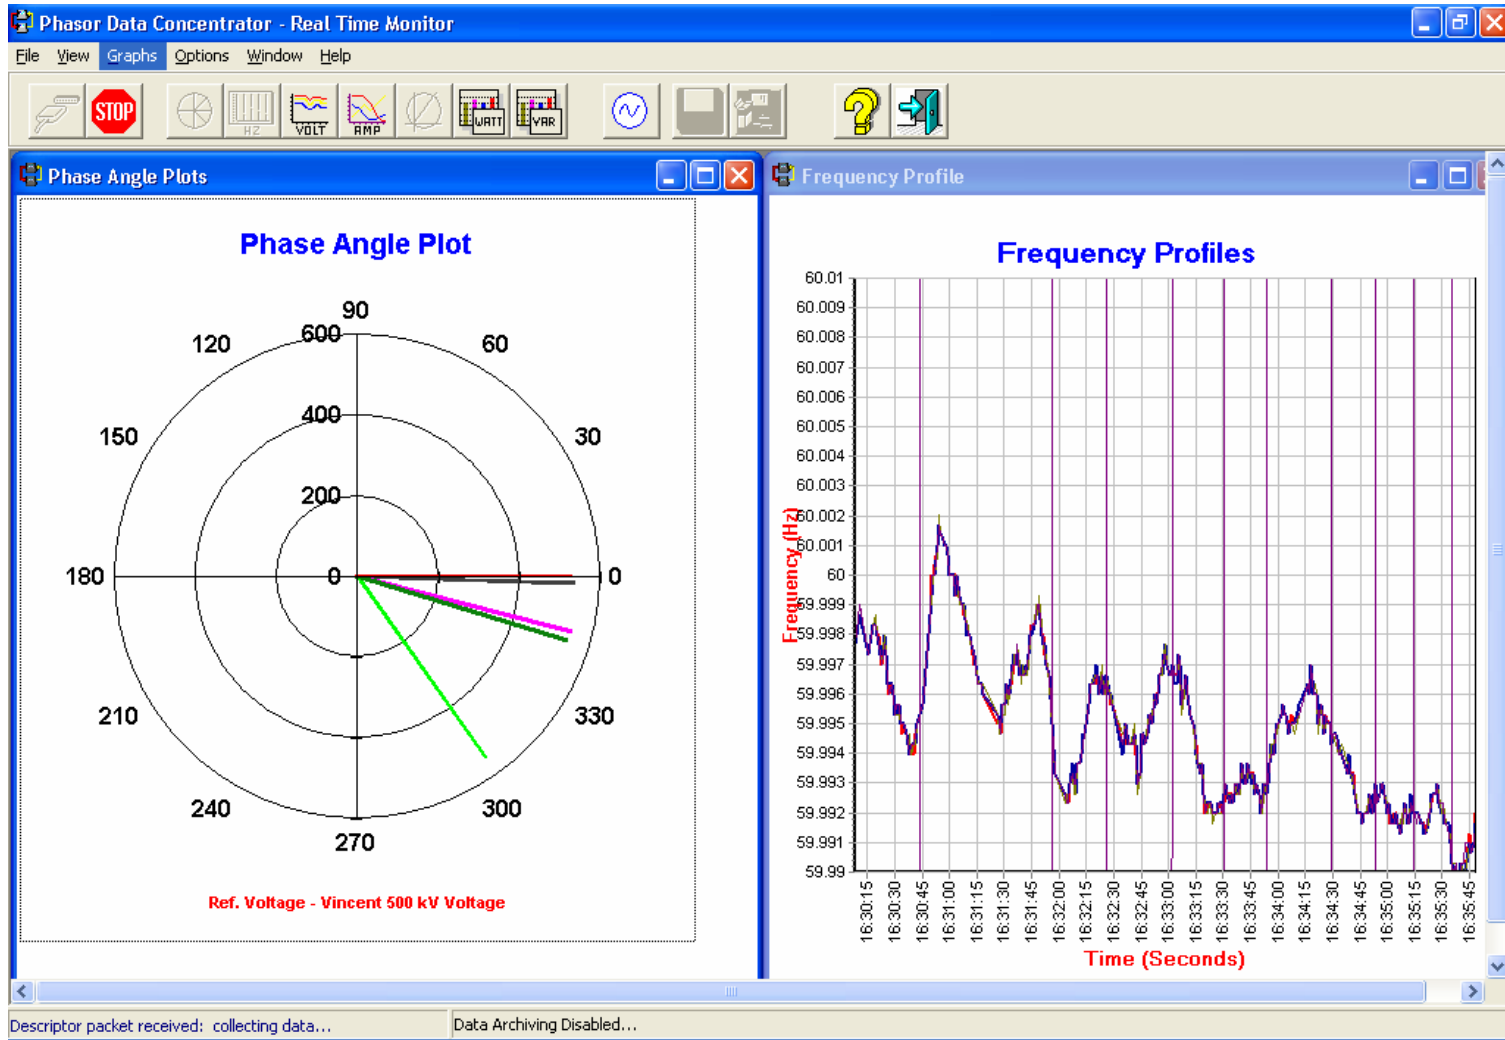 Phasor Data Concentrator - Real Time Monitor
File View Graphs Options Window Help
STOP HZ VOLT AMP WATT VAR
Phase Angle Plots
Phase Angle Plot
90
600
120 60
400
150 30
200
180 0 0
210 330
240 300
270
Ref. Voltage - Vincent 500 kV Voltage
Frequency Profile
Frequency Profiles
60.01
60.009
60.008
60.007
60.006
60.005
60.004
60.003
60.002
60.001
60
59.999
59.998
59.997
59.996
59.995
59.994
59.993
59.992
59.991
59.99
Frequency (Hz)
16:30:15 16:30:30 16:30:45 16:31:00 16:31:15 16:31:30 16:31:45 16:32:00 16:32:15 16:32:30 16:32:45 16:33:00 16:33:15 16:33:30 16:33:45 16:34:00 16:34:15 16:34:30 16:34:45 16:35:00 16:35:15 16:35:30 16:35:45
Time (Seconds)
Descriptor packet received: collecting data... Data Archiving Disabled...